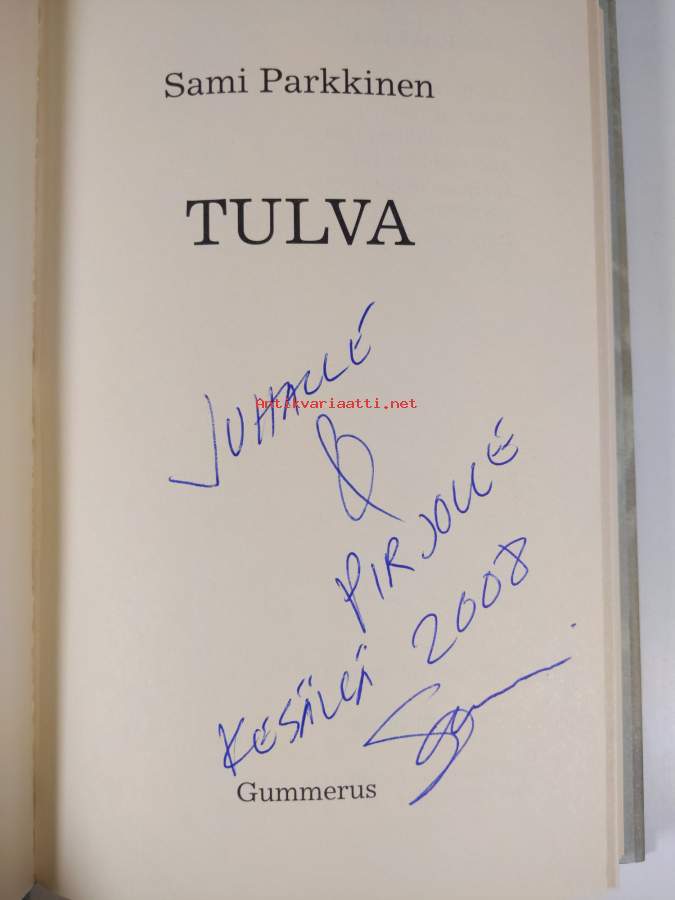 Sami Parkkinen
TULVA
JUHALLE
Antikvariaatti.net
&
PIRJOLLE
KESÄLLÄ 2008
Gummerus